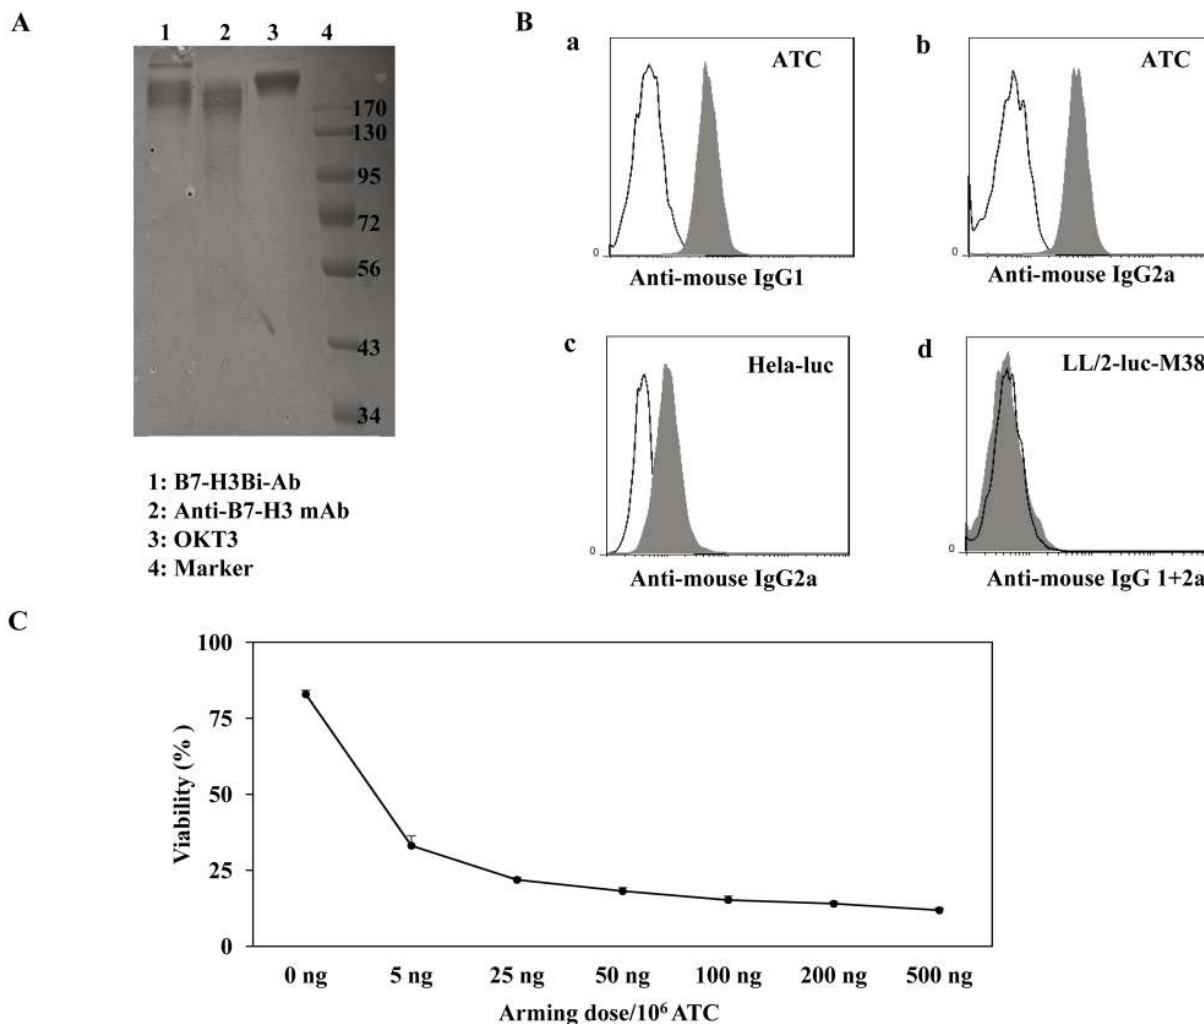 A
1 2 3 4
170
130
95
72
56
43
34
1: B7-H3Bi-Ab
2: Anti-B7-H3 mAb
3: OKT3
4: Marker
B
a
ATC
0
Anti-mouse IgG1
b
ATC
0
Anti-mouse IgG2a
c
Hela-luc
0
Anti-mouse IgG2a
d
LL/2-luc-M38
0
Anti-mouse IgG 1+2a
C
Viability (% )
100
75
50
25
0
0 ng 5 ng 25 ng 50 ng 100 ng 200 ng 500 ng
Arming dose/10⁶ ATC